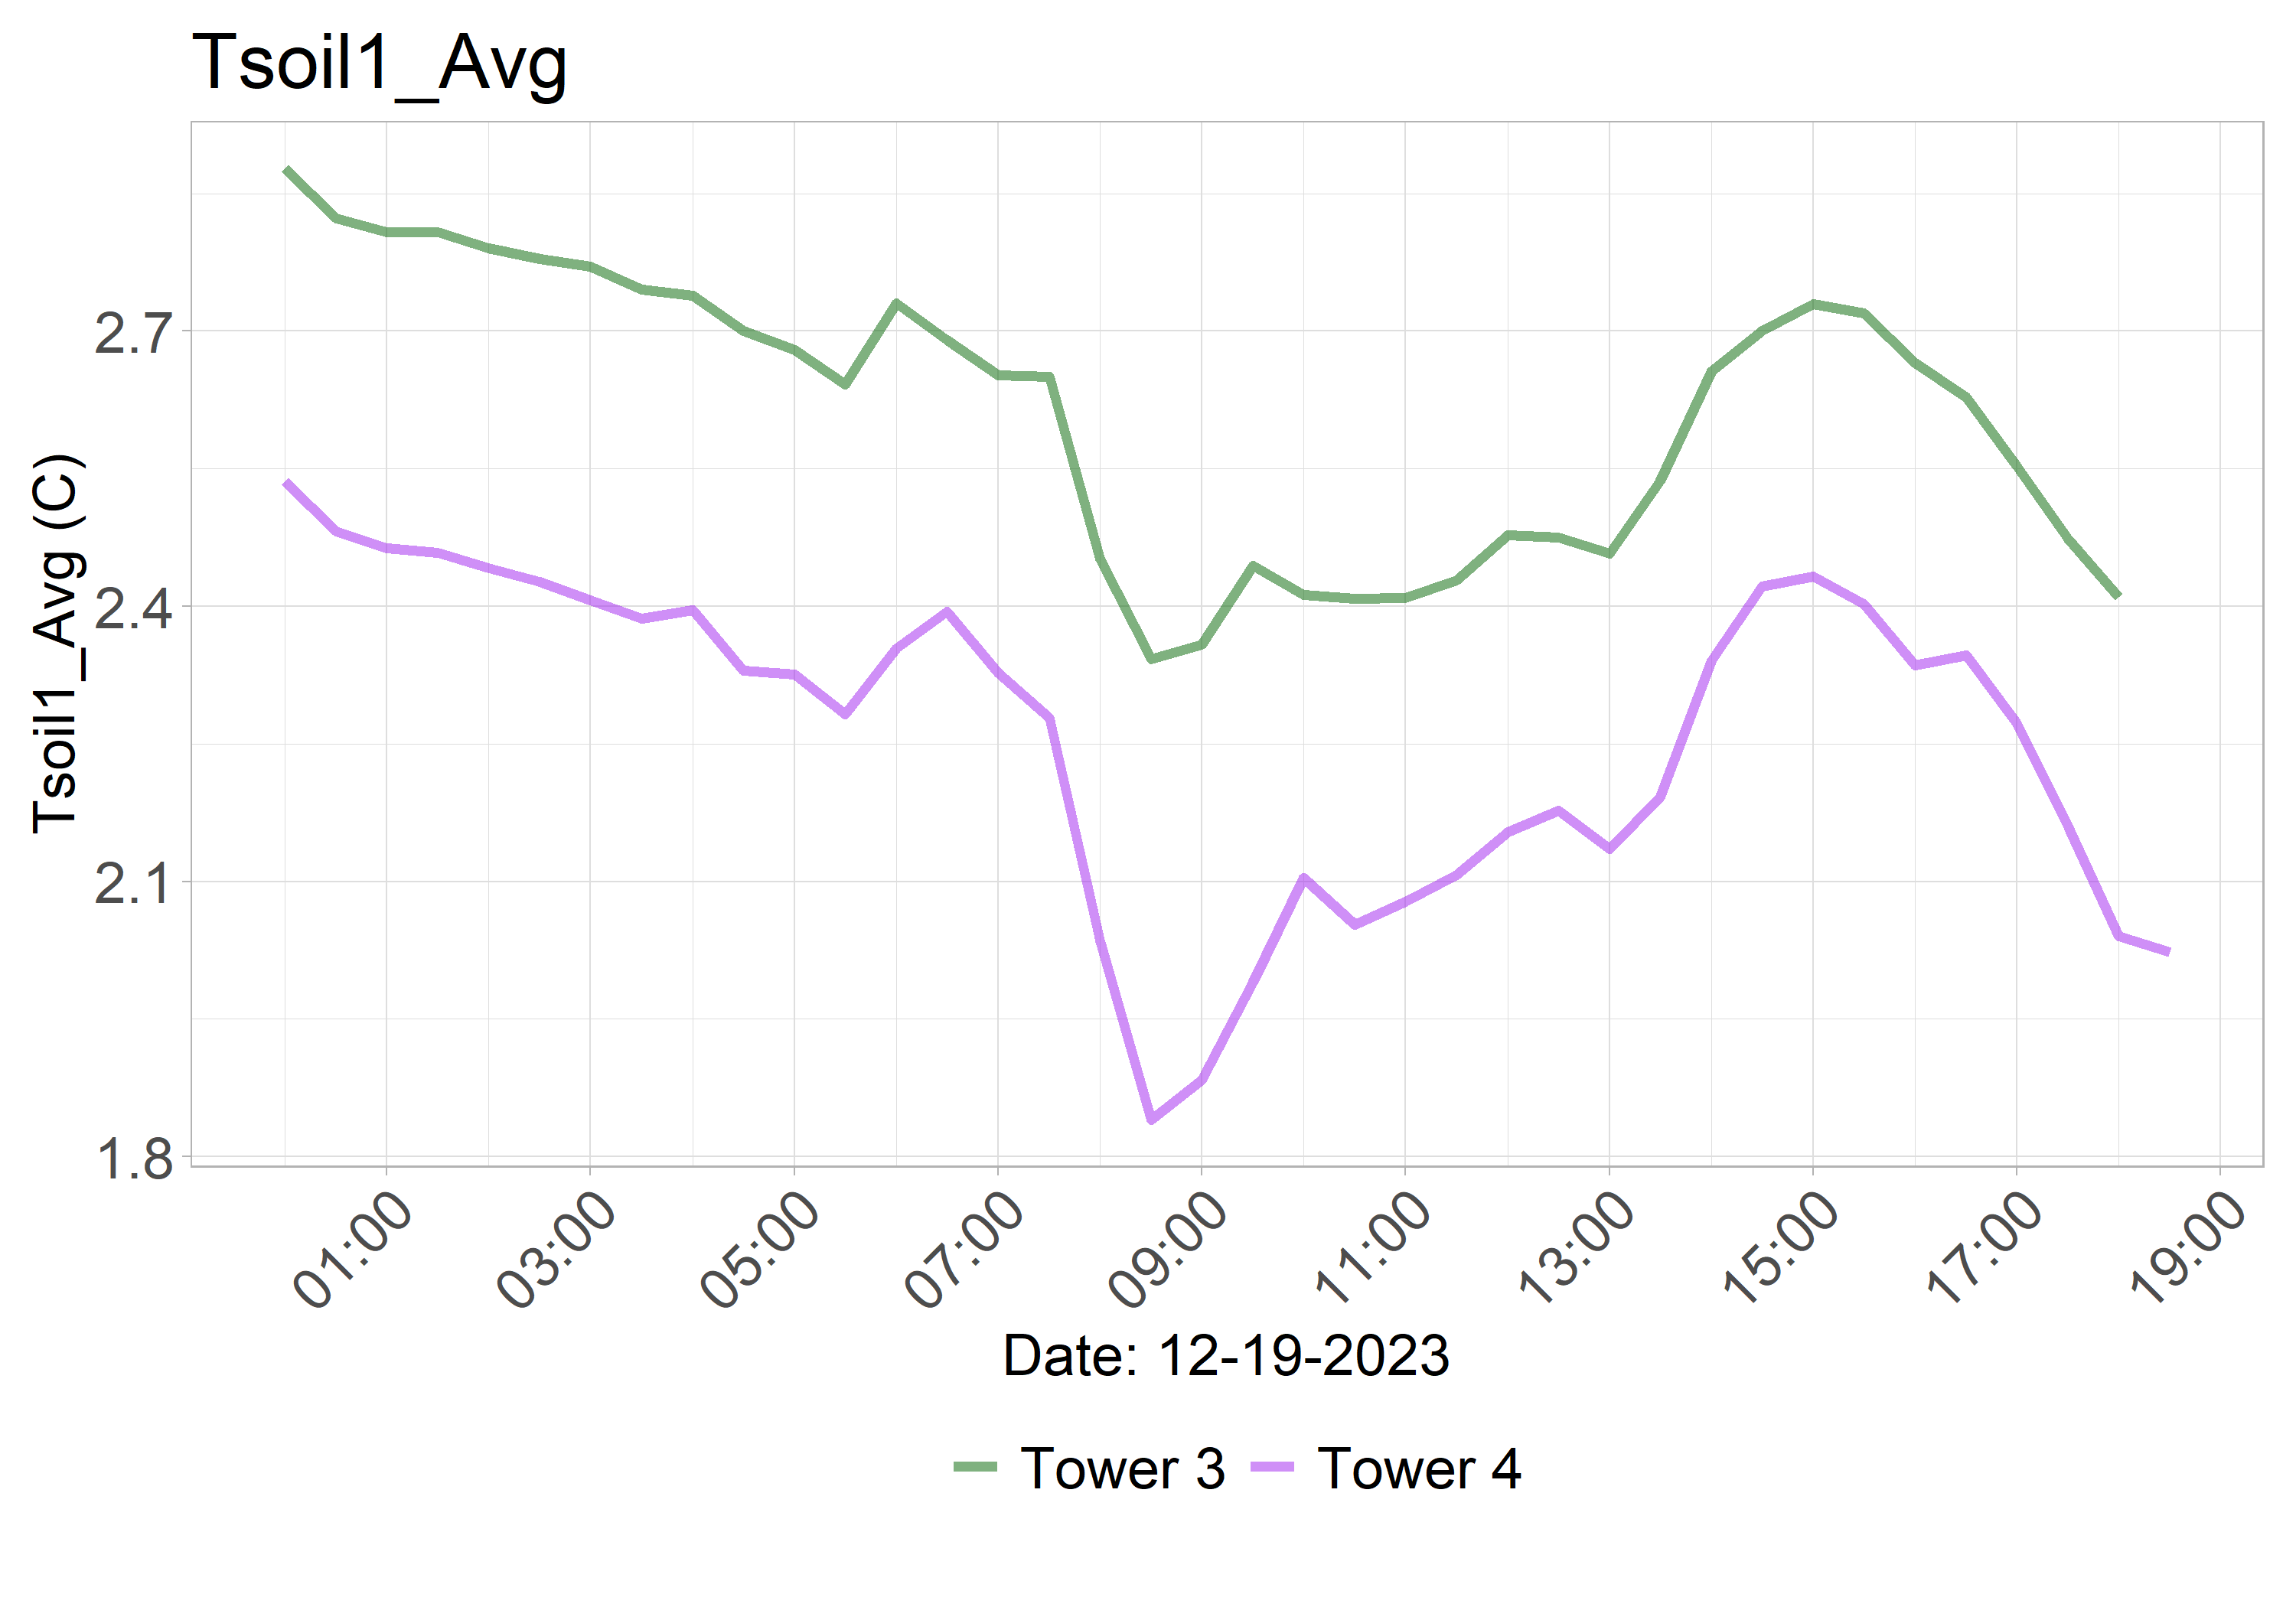 Tsoil1_Avg
Tsoil1_Avg (C)
2.7
2.4
2.1
1.8
01:00 03:00 05:00 07:00 09:00 11:00 13:00 15:00 17:00 19:00
Date: 12-19-2023
Tower 3 Tower 4